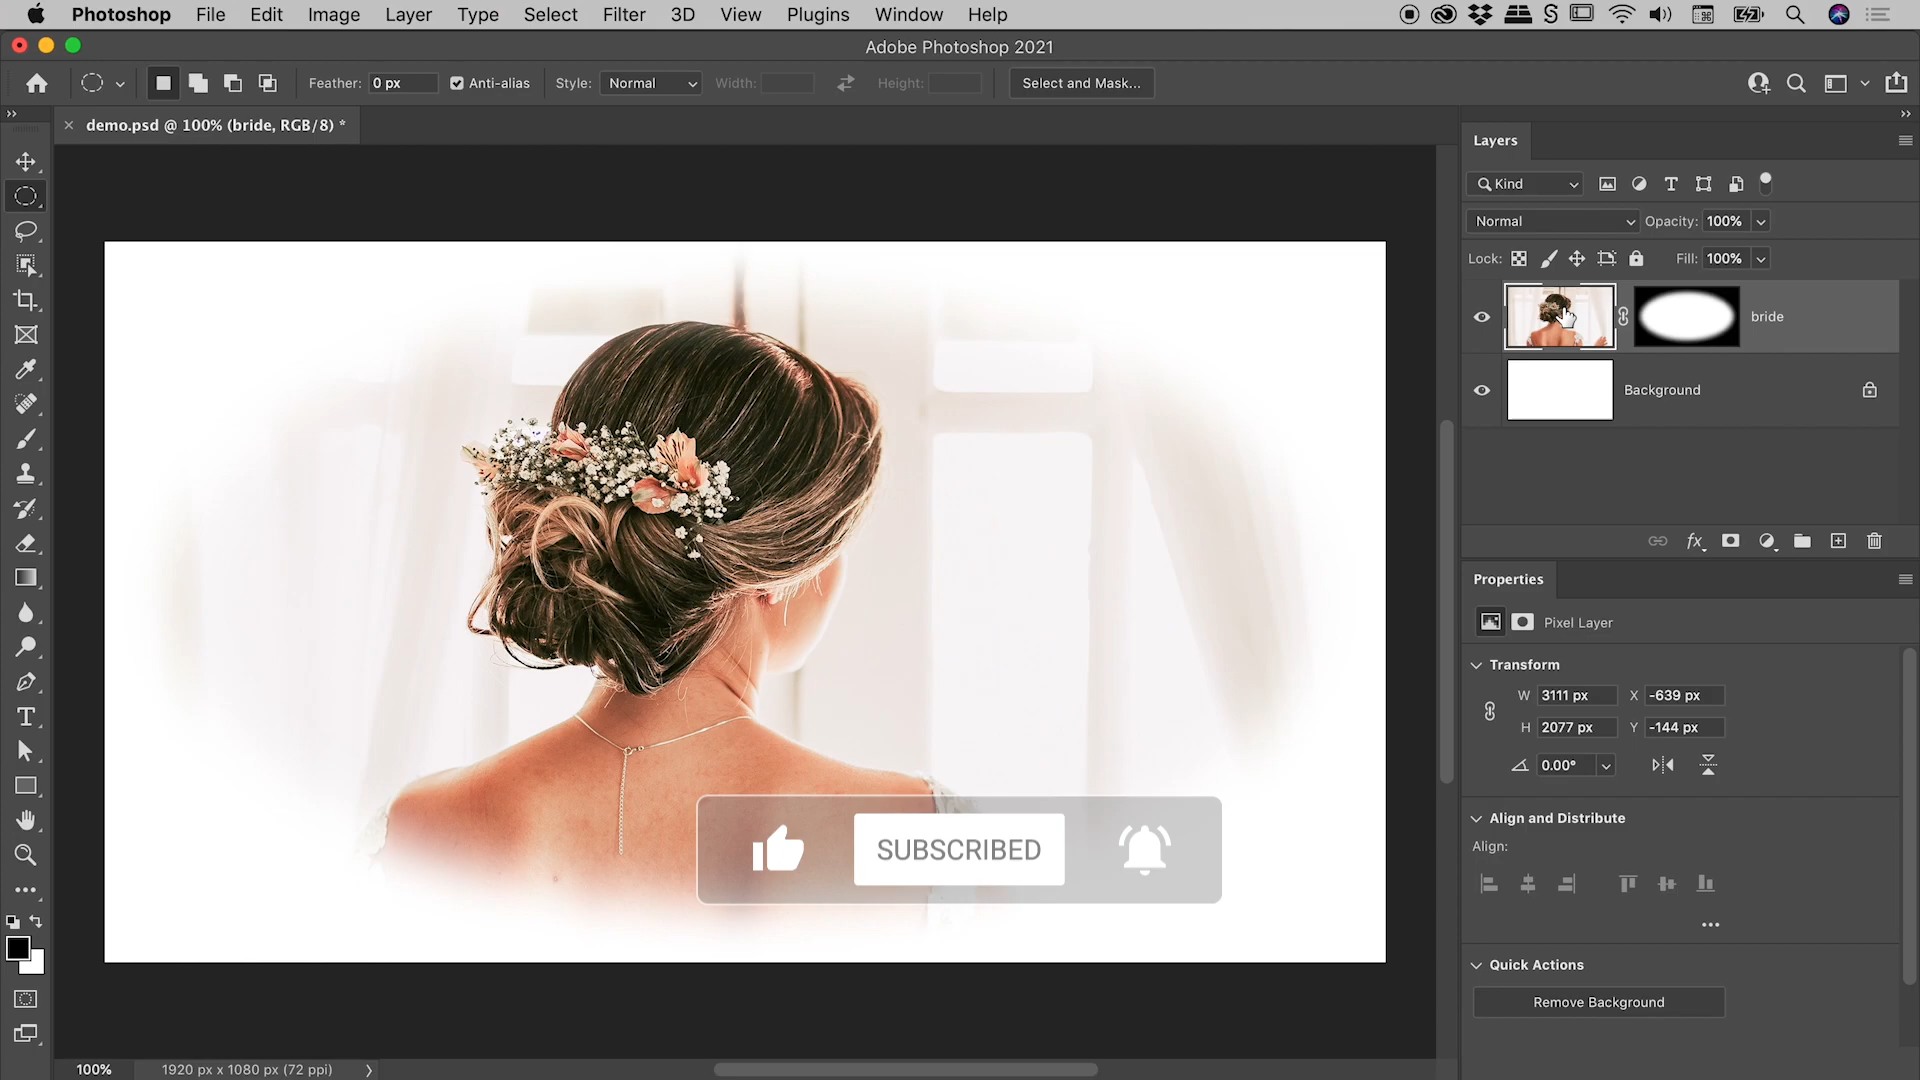 Photoshop File Edit Image Layer Type Select Filter 3D View Plugins Window Help
Adobe Photoshop 2021
Feather: 0 px Anti-alias Style: Normal Width: Height: Select and Mask...
demo.psd @ 100% (bride, RGB/8) *
Layers
Kind
Normal Opacity: 100%
Lock: Fill: 100%
bride
Background
fx
Properties
Pixel Layer
Transform
W 3111 px X -639 px
H 2077 px Y -144 px
0.00°
Align and Distribute
Align:
SUBSCRIBED
Quick Actions
Remove Background
100% 1920 px x 1080 px (72 ppi)